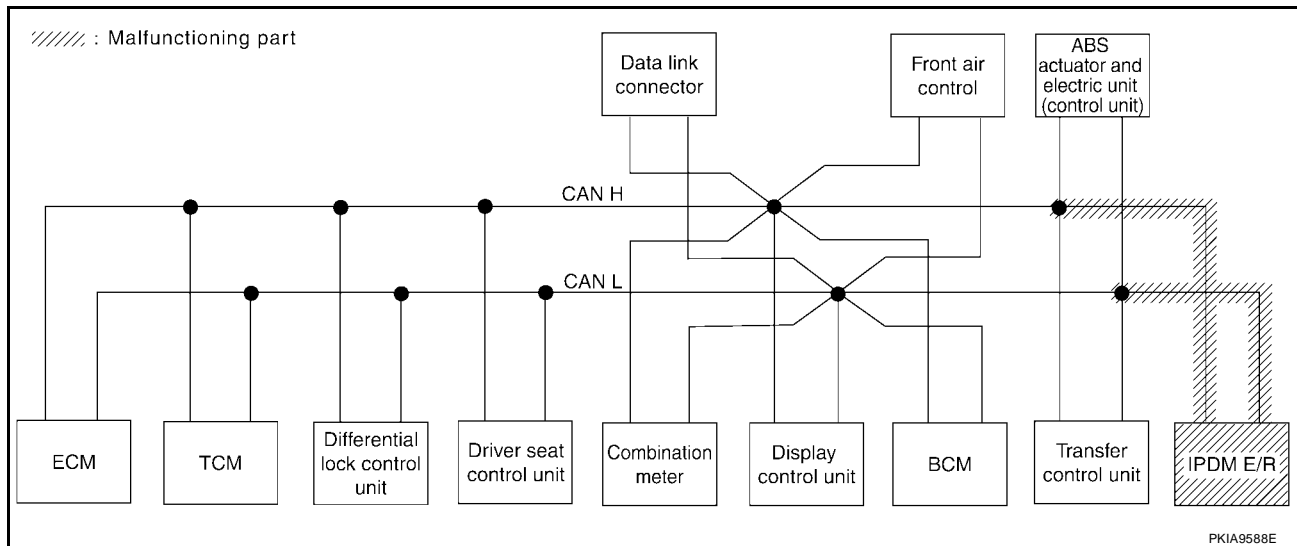 : Malfunctioning part
Data link
connector
Front air
control
ABS
actuator and
electric unit
(control unit)
CAN H
CAN L
ECM
TCM
Differential
lock control
unit
Driver seat
control unit
Combination
meter
Display
control unit
BCM
Transfer
control unit
IPDM E/R
PKIA9588E